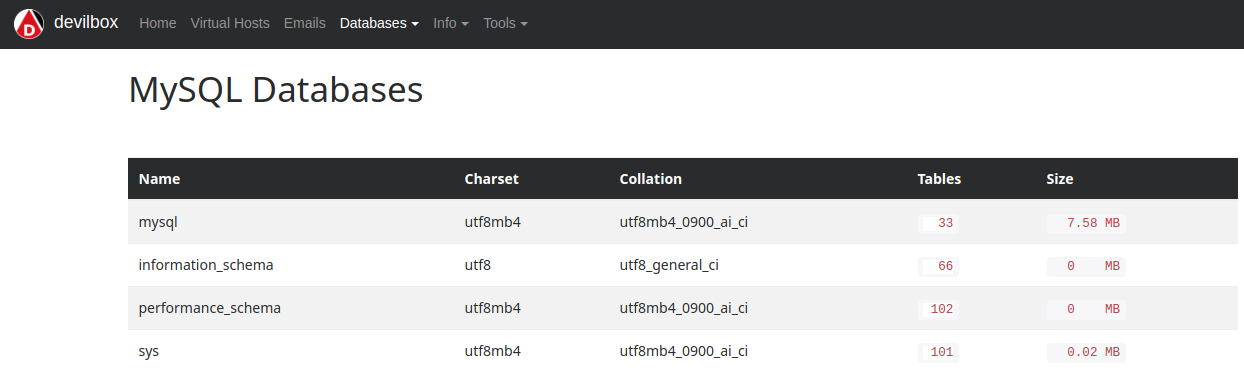 devilbox Home Virtual Hosts Emails Databases Info Tools
MySQL Databases
Name Charset Collation Tables Size
mysql utf8mb4 utf8mb4_0900_ai_ci 33 7.58 MB
information_schema utf8 utf8_general_ci 66 0 MB
performance_schema utf8mb4 utf8mb4_0900_ai_ci 102 0 MB
sys utf8mb4 utf8mb4_0900_ai_ci 101 0.02 MB